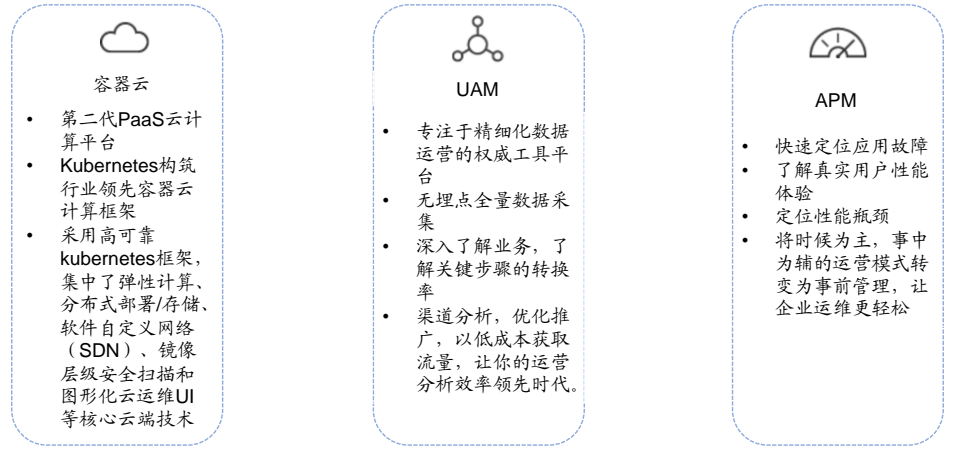 容器云
• 第二代PaaS云计
算平台
• Kubernetes构筑
行业领先容器云
计算框架
• 采用高可靠
kubernetes框架，
集中了弹性计算、
分布式部署/存储、
软件自定义网络
（SDN）、镜像
层级安全扫描和
图形化云运维UI
等核心云端技术
UAM
• 专注于精细化数据
运营的权威工具平
台
• 无埋点全量数据采
集
• 深入了解业务，了
解关键步骤的转换
率
• 渠道分析，优化推
广，以低成本获取
流量，让你的运营
分析效率领先时代。
APM
• 快速定位应用故障
• 了解真实用户性能
体验
• 定位性能瓶颈
• 将时候为主，事中
为辅的运营模式转
变为事前管理，让
企业运维更轻松